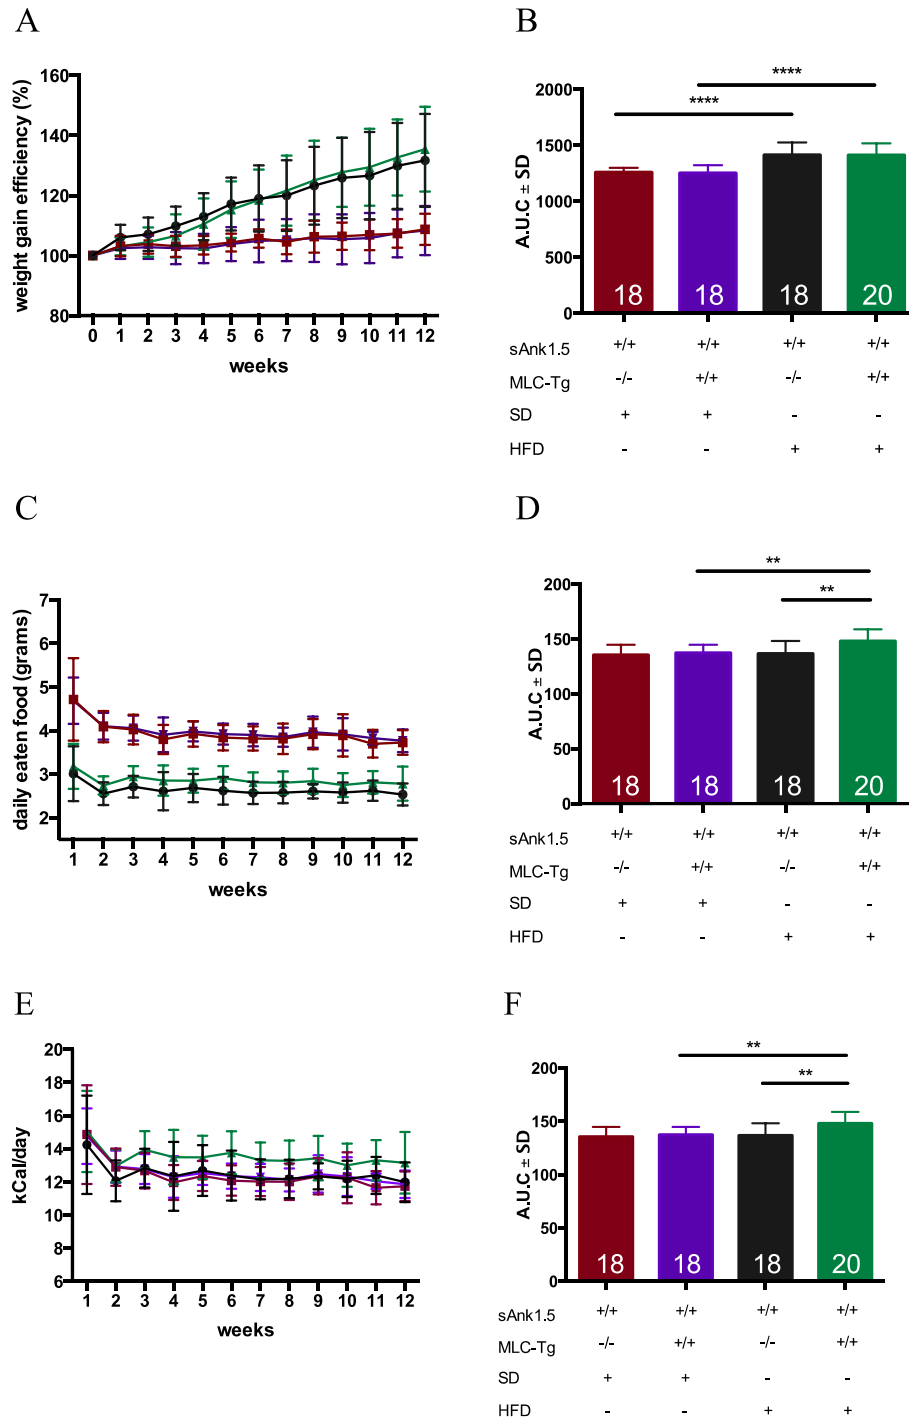 A
weight gain efficiency (%)
160
140
120
100
80
0 1 2 3 4 5 6 7 8 9 10 11 12
weeks
B
**** 
****
A.U.C ± SD
2000
1500
1000
500
0
18 18 18 20
sAnk1.5 +/+ +/+ +/+ +/+
MLC-Tg -/- +/+ -/- +/+
SD + + - -
HFD - - + +
C
daily eaten food (grams)
7
6
5
4
3
2
1 2 3 4 5 6 7 8 9 10 11 12
weeks
D
**
**
A.U.C ± SD
200
150
100
50
0
18 18 18 20
sAnk1.5 +/+ +/+ +/+ +/+
MLC-Tg -/- +/+ -/- +/+
SD + + - -
HFD - - + +
E
kCal/day
20
18
16
14
12
10
8
6
1 2 3 4 5 6 7 8 9 10 11 12
weeks
F
**
**
A.U.C ± SD
200
150
100
50
0
18 18 18 20
sAnk1.5 +/+ +/+ +/+ +/+
MLC-Tg -/- +/+ -/- +/+
SD + + - -
HFD - - + +